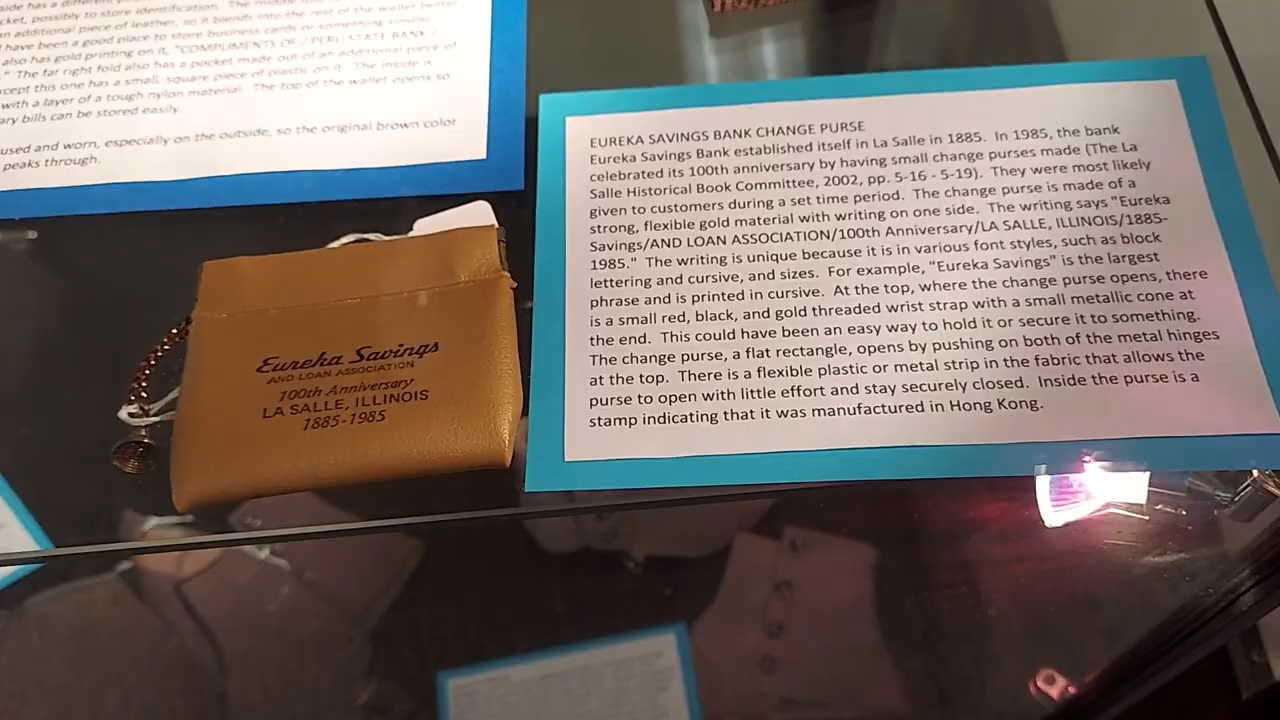 side has a different
cket, possibly to store identification. The middle
an additional piece of leather, so it blends into the rest of the wallet better
have been a good place to store business cards or something similar
also has gold printing on it, "COMPLIMENTS OF / PERU STATE BANK /
" The far right fold also has a pocket made out of an additional piece of
cept this one has a small, square piece of plastic on it. The inside is
with a layer of a tough nylon material. The top of the wallet opens so
ary bills can be stored easily.
used and worn, especially on the outside, so the original brown color
peaks through.
Eureka Savings
AND LOAN ASSOCIATION
100th Anniversary
LA SALLE, ILLINOIS
1885-1985
EUREKA SAVINGS BANK CHANGE PURSE
Eureka Savings Bank established itself in La Salle in 1885. In 1985, the bank
celebrated its 100th anniversary by having small change purses made (The La
Salle Historical Book Committee, 2002, pp. 5-16 - 5-19). They were most likely
given to customers during a set time period. The change purse is made of a
strong, flexible gold material with writing on one side. The writing says "Eureka
Savings/AND LOAN ASSOCIATION/100th Anniversary/LA SALLE, ILLINOIS/1885-
1985." The writing is unique because it is in various font styles, such as block
lettering and cursive, and sizes. For example, "Eureka Savings" is the largest
phrase and is printed in cursive. At the top, where the change purse opens, there
is a small red, black, and gold threaded wrist strap with a small metallic cone at
the end. This could have been an easy way to hold it or secure it to something.
The change purse, a flat rectangle, opens by pushing on both of the metal hinges
at the top. There is a flexible plastic or metal strip in the fabric that allows the
purse to open with little effort and stay securely closed. Inside the purse is a
stamp indicating that it was manufactured in Hong Kong.